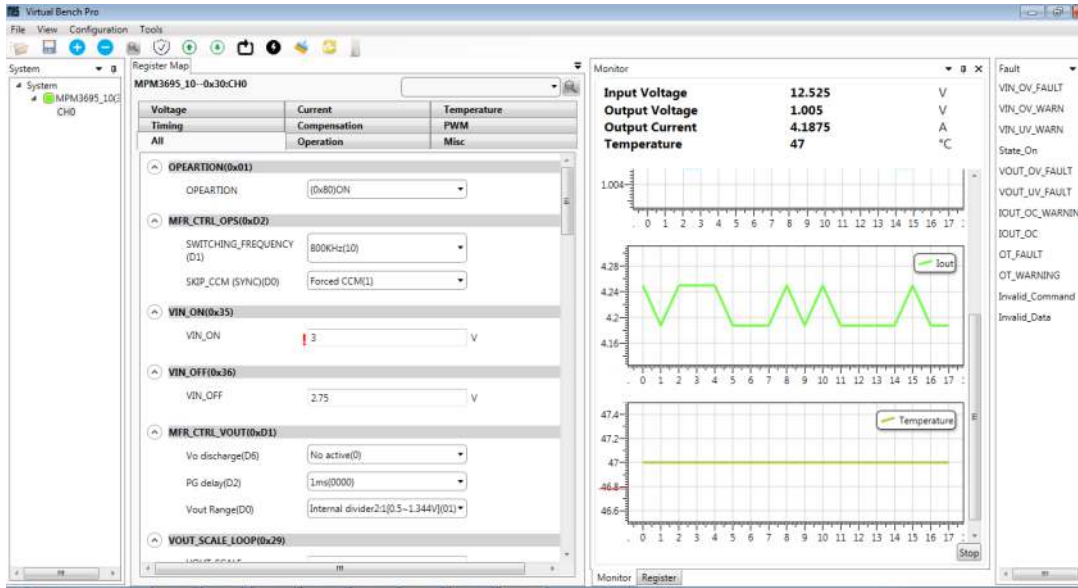 Virtual Bench Pro
File View Configuration Tools
System
System
MPM3695_10(3
CH0
Register Map
MPM3695_10--0x30:CH0
Voltage Current Temperature
Timing Compensation PWM
All Operation Misc
OPEARTION(0x01)
OPEARTION (0x80)ON
MFR_CTRL_OPS(0xD2)
SWITCHING_FREQUENCY
(D1)
800KHz(10)
SKIP_CCM (SYNC)(D0) Forced CCM(1)
VIN_ON(0x35)
VIN_ON ! 3 V
VIN_OFF(0x36)
VIN_OFF 2.75 V
MFR_CTRL_VOUT(0xD1)
Vo discharge(D6) No active(0)
PG delay(D2) 1ms(0000)
Vout Range(D0) Internal divider2:1[0.5~1.344V](01)
VOUT_SCALE_LOOP(0x29)
Monitor
Input Voltage 12.525 V
Output Voltage 1.005 V
Output Current 4.1875 A
Temperature 47 °C
1.004
0 1 2 3 4 5 6 7 8 9 10 11 12 13 14 15 16 17
Iout
4.28
4.24
4.2
4.16
0 1 2 3 4 5 6 7 8 9 10 11 12 13 14 15 16 17
Temperature
47.4
47.2
47
46.8
46.6
0 1 2 3 4 5 6 7 8 9 10 11 12 13 14 15 16 17
Stop
Monitor Register
Fault
VIN_OV_FAULT
VIN_OV_WARN
VIN_UV_WARN
State_On
VOUT_OV_FAULT
VOUT_UV_FAULT
IOUT_OC_WARNIN
IOUT_OC
OT_FAULT
OT_WARNING
Invalid_Command
Invalid_Data